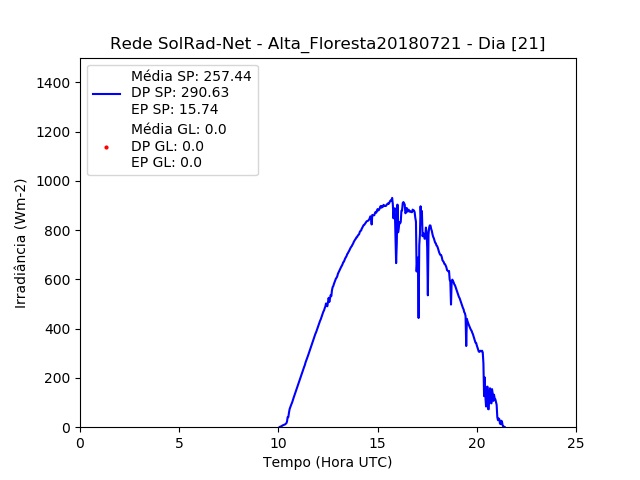 Rede SolRad-Net - Alta_Floresta20180721 - Dia [21]
Média SP: 257.44
DP SP: 290.63
EP SP: 15.74
Média GL: 0.0
DP GL: 0.0
EP GL: 0.0
1400
1200
1000
800
600
400
200
0
Irradiância (Wm-2)
0 5 10 15 20 25
Tempo (Hora UTC)